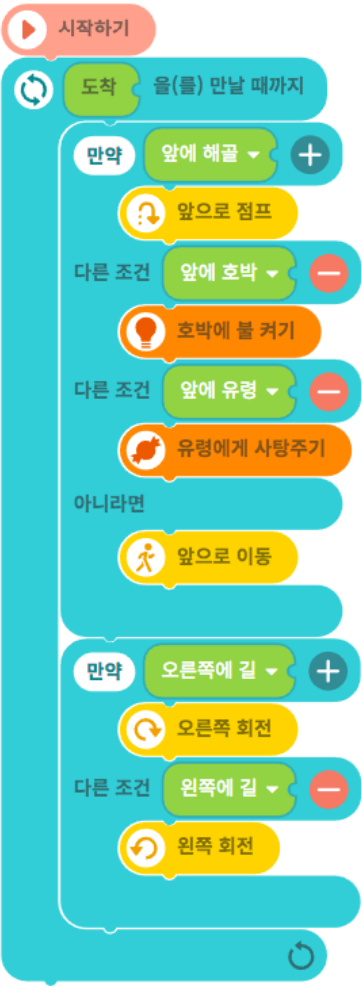 시작하기
도착 을(를) 만날 때까지
만약 앞에 해골
앞으로 점프
다른 조건 앞에 호박
호박에 불 켜기
다른 조건 앞에 유령
유령에게 사탕주기
아니라면
앞으로 이동
만약 오른쪽에 길
오른쪽 회전
다른 조건 왼쪽에 길
왼쪽 회전